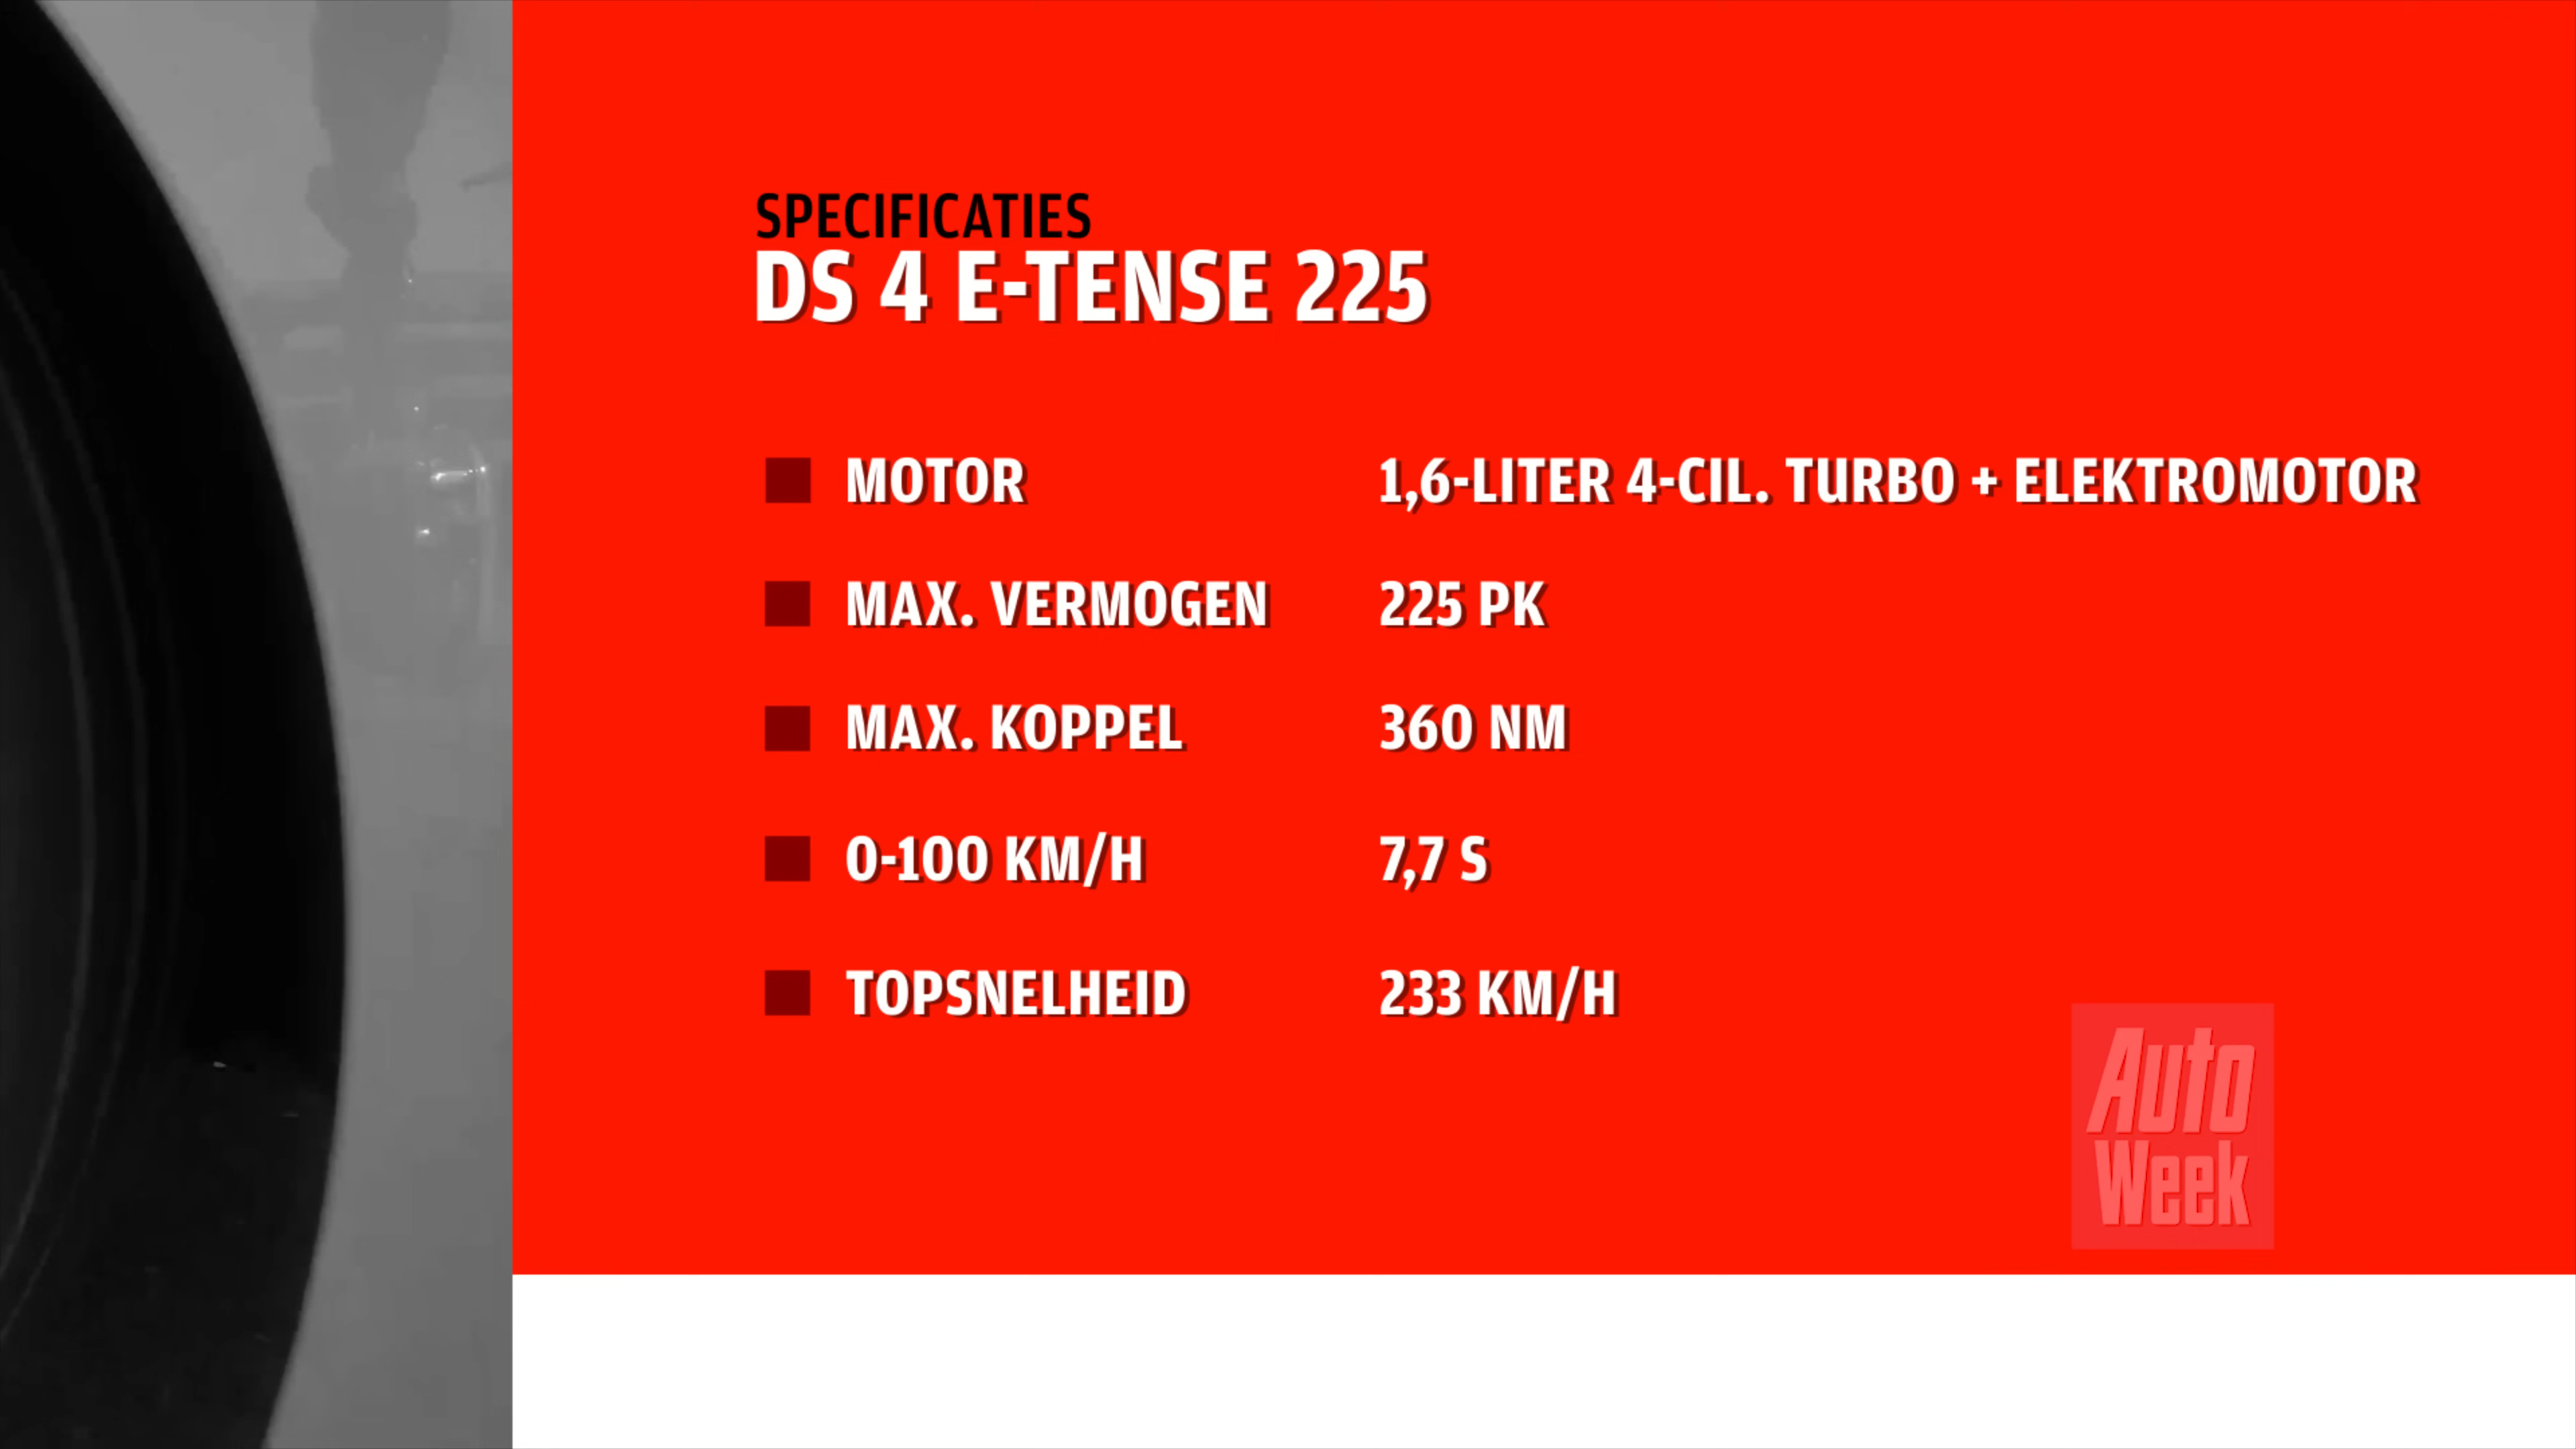 SPECIFICATIES
DS 4 E-TENSE 225
MOTOR 1,6-LITER 4-CIL. TURBO + ELEKTROMOTOR
MAX. VERMOGEN 225 PK
MAX. KOPPEL 360 NM
0-100 KM/H 7,7 S
TOPSNELHEID 233 KM/H
Auto
Week